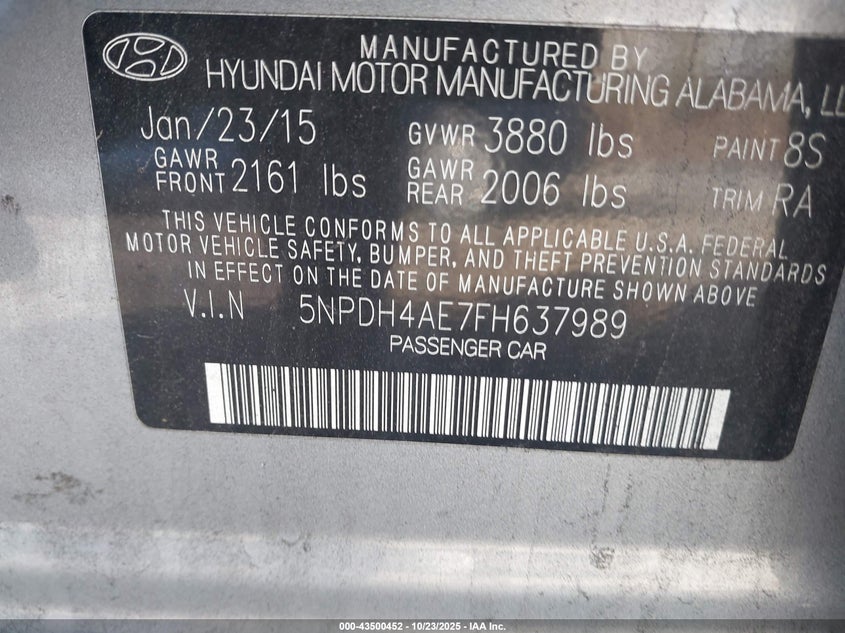 MANUFACTURED BY
HYUNDAI MOTOR MANUFACTURING ALABAMA, LL
Jan/23/15 GVWR 3880 lbs PAINT 8S
GAWR FRONT 2161 lbs GAWR REAR 2006 lbs TRIM RA
THIS VEHICLE CONFORMS TO ALL APPLICABLE U.S.A. FEDERAL
MOTOR VEHICLE SAFETY, BUMPER, AND THEFT PREVENTION STANDARDS
IN EFFECT ON THE DATE OF MANUFACTURE SHOWN ABOVE
V.I.N 5NPDH4AE7FH637989
PASSENGER CAR
000-43500452 - 10/23/2025 - IAA Inc.